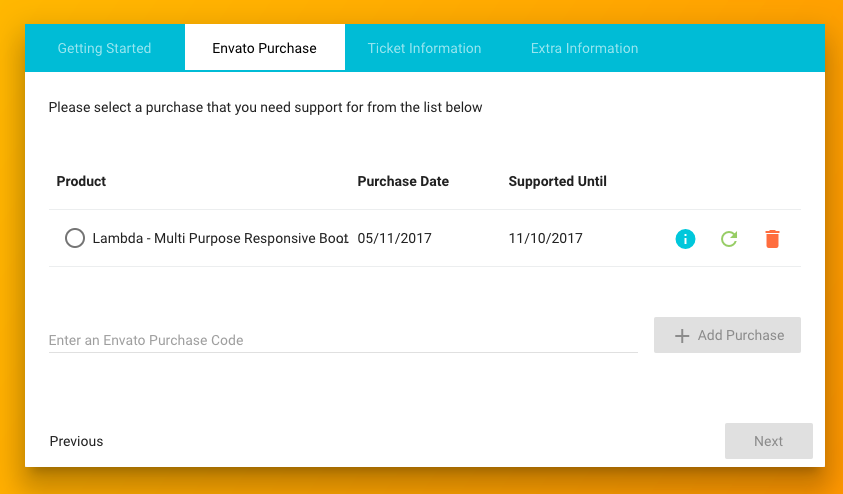 Getting Started Envato Purchase Ticket Information Extra Information
Please select a purchase that you need support for from the list below
Product Purchase Date Supported Until
Lambda - Multi Purpose Responsive Boot 05/11/2017 11/10/2017
Enter an Envato Purchase Code Add Purchase
Previous Next